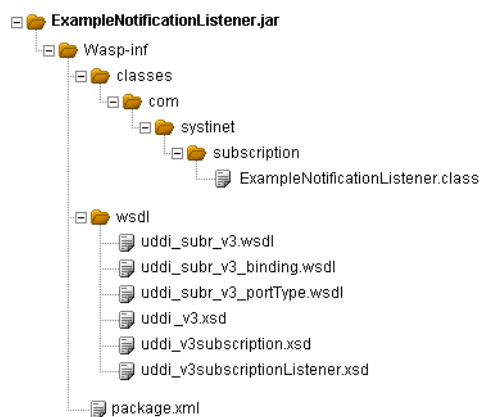 ExampleNotificationListener.jar
Wasp-inf
classes
com
systinet
subscription
ExampleNotificationListener.class
wsdl
uddi_subr_v3.wsdl
uddi_subr_v3_binding.wsdl
uddi_subr_v3_portType.wsdl
uddi_v3.xsd
uddi_v3subscription.xsd
uddi_v3subscriptionListener.xsd
package.xml